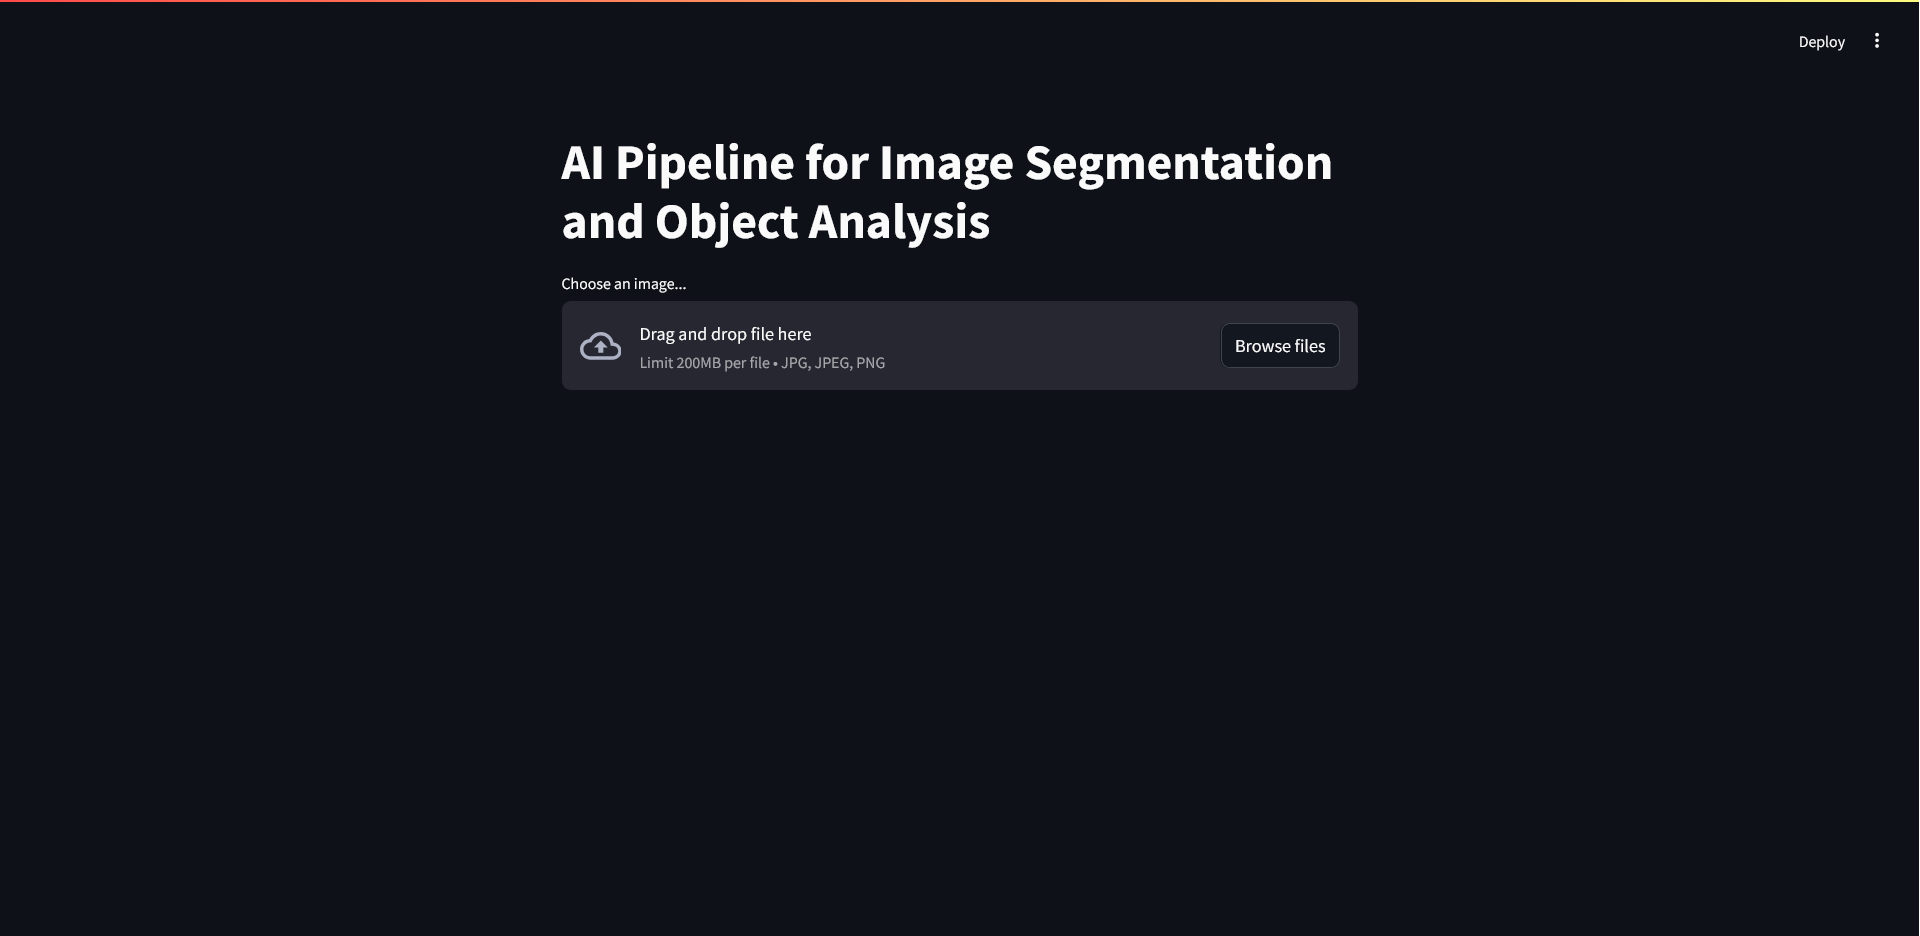 Deploy
AI Pipeline for Image Segmentation
and Object Analysis
Choose an image...
Drag and drop file here
Limit 200MB per file • JPG, JPEG, PNG
Browse files